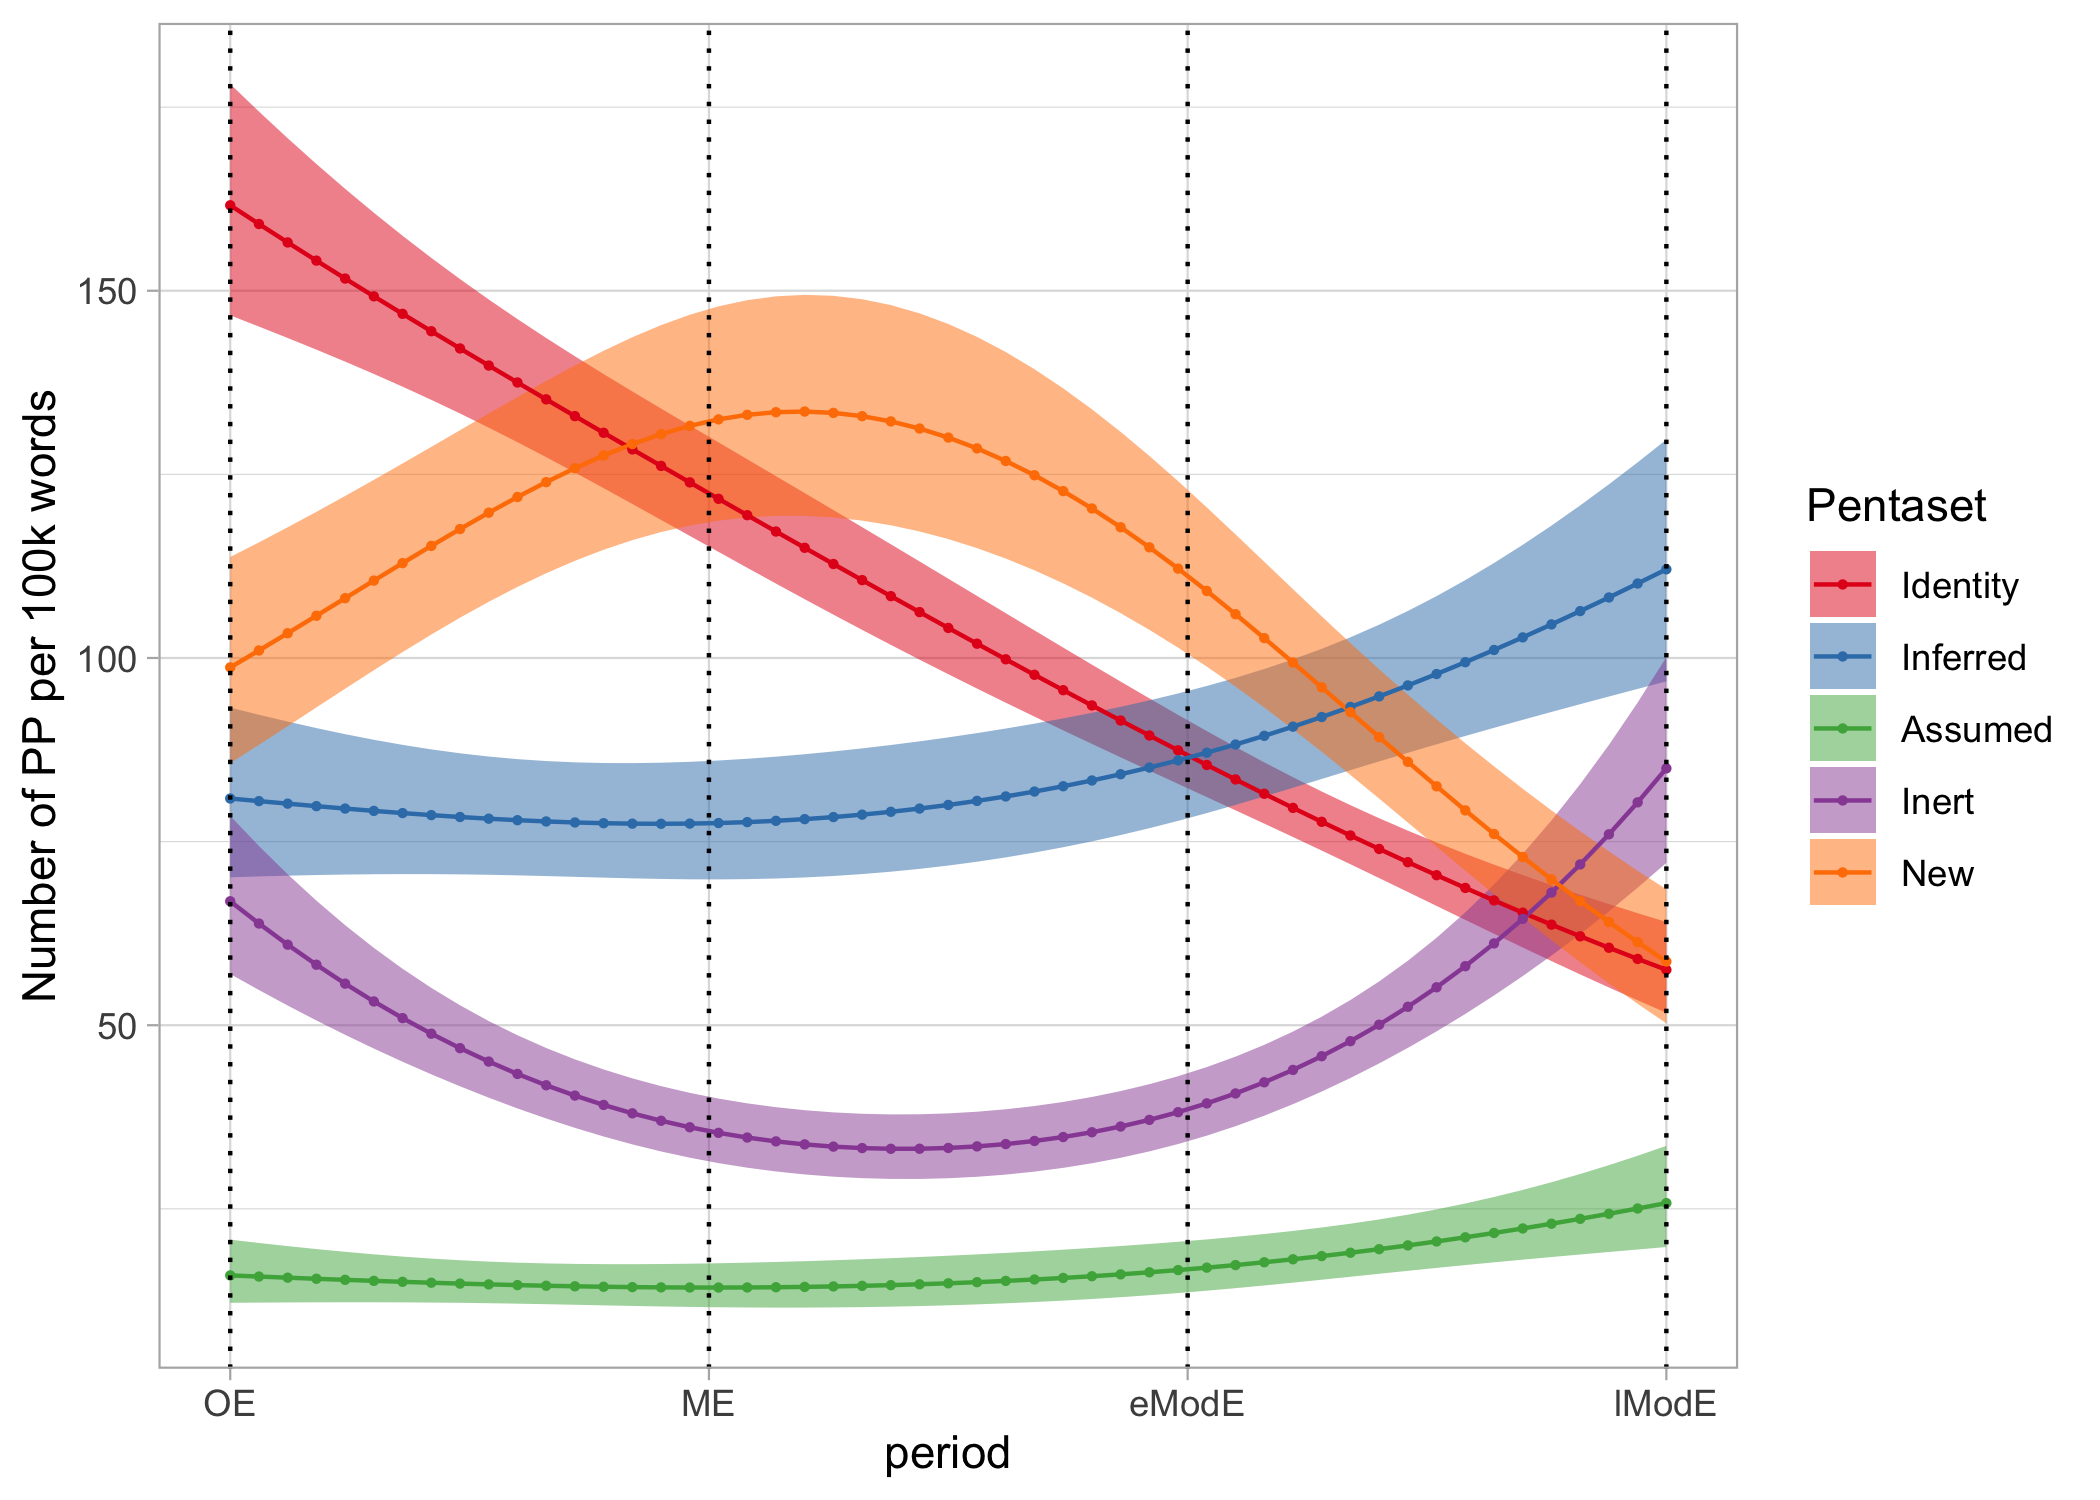 Number of PP per 100k words
150
100
50
OE
ME
eModE
lModE
period
Pentaset
Identity
Inferred
Assumed
Inert
New